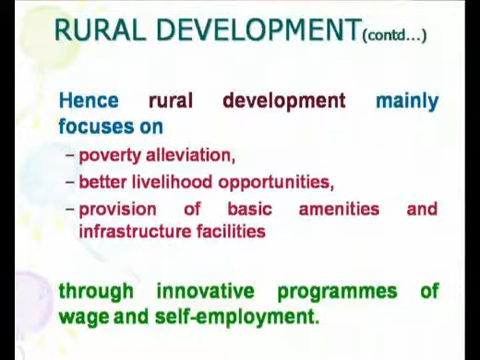 RURAL DEVELOPMENT(contd...)
Hence rural development mainly
focuses on
– poverty alleviation,
– better livelihood opportunities,
– provision of basic amenities and
infrastructure facilities
through innovative programmes of
wage and self-employment.